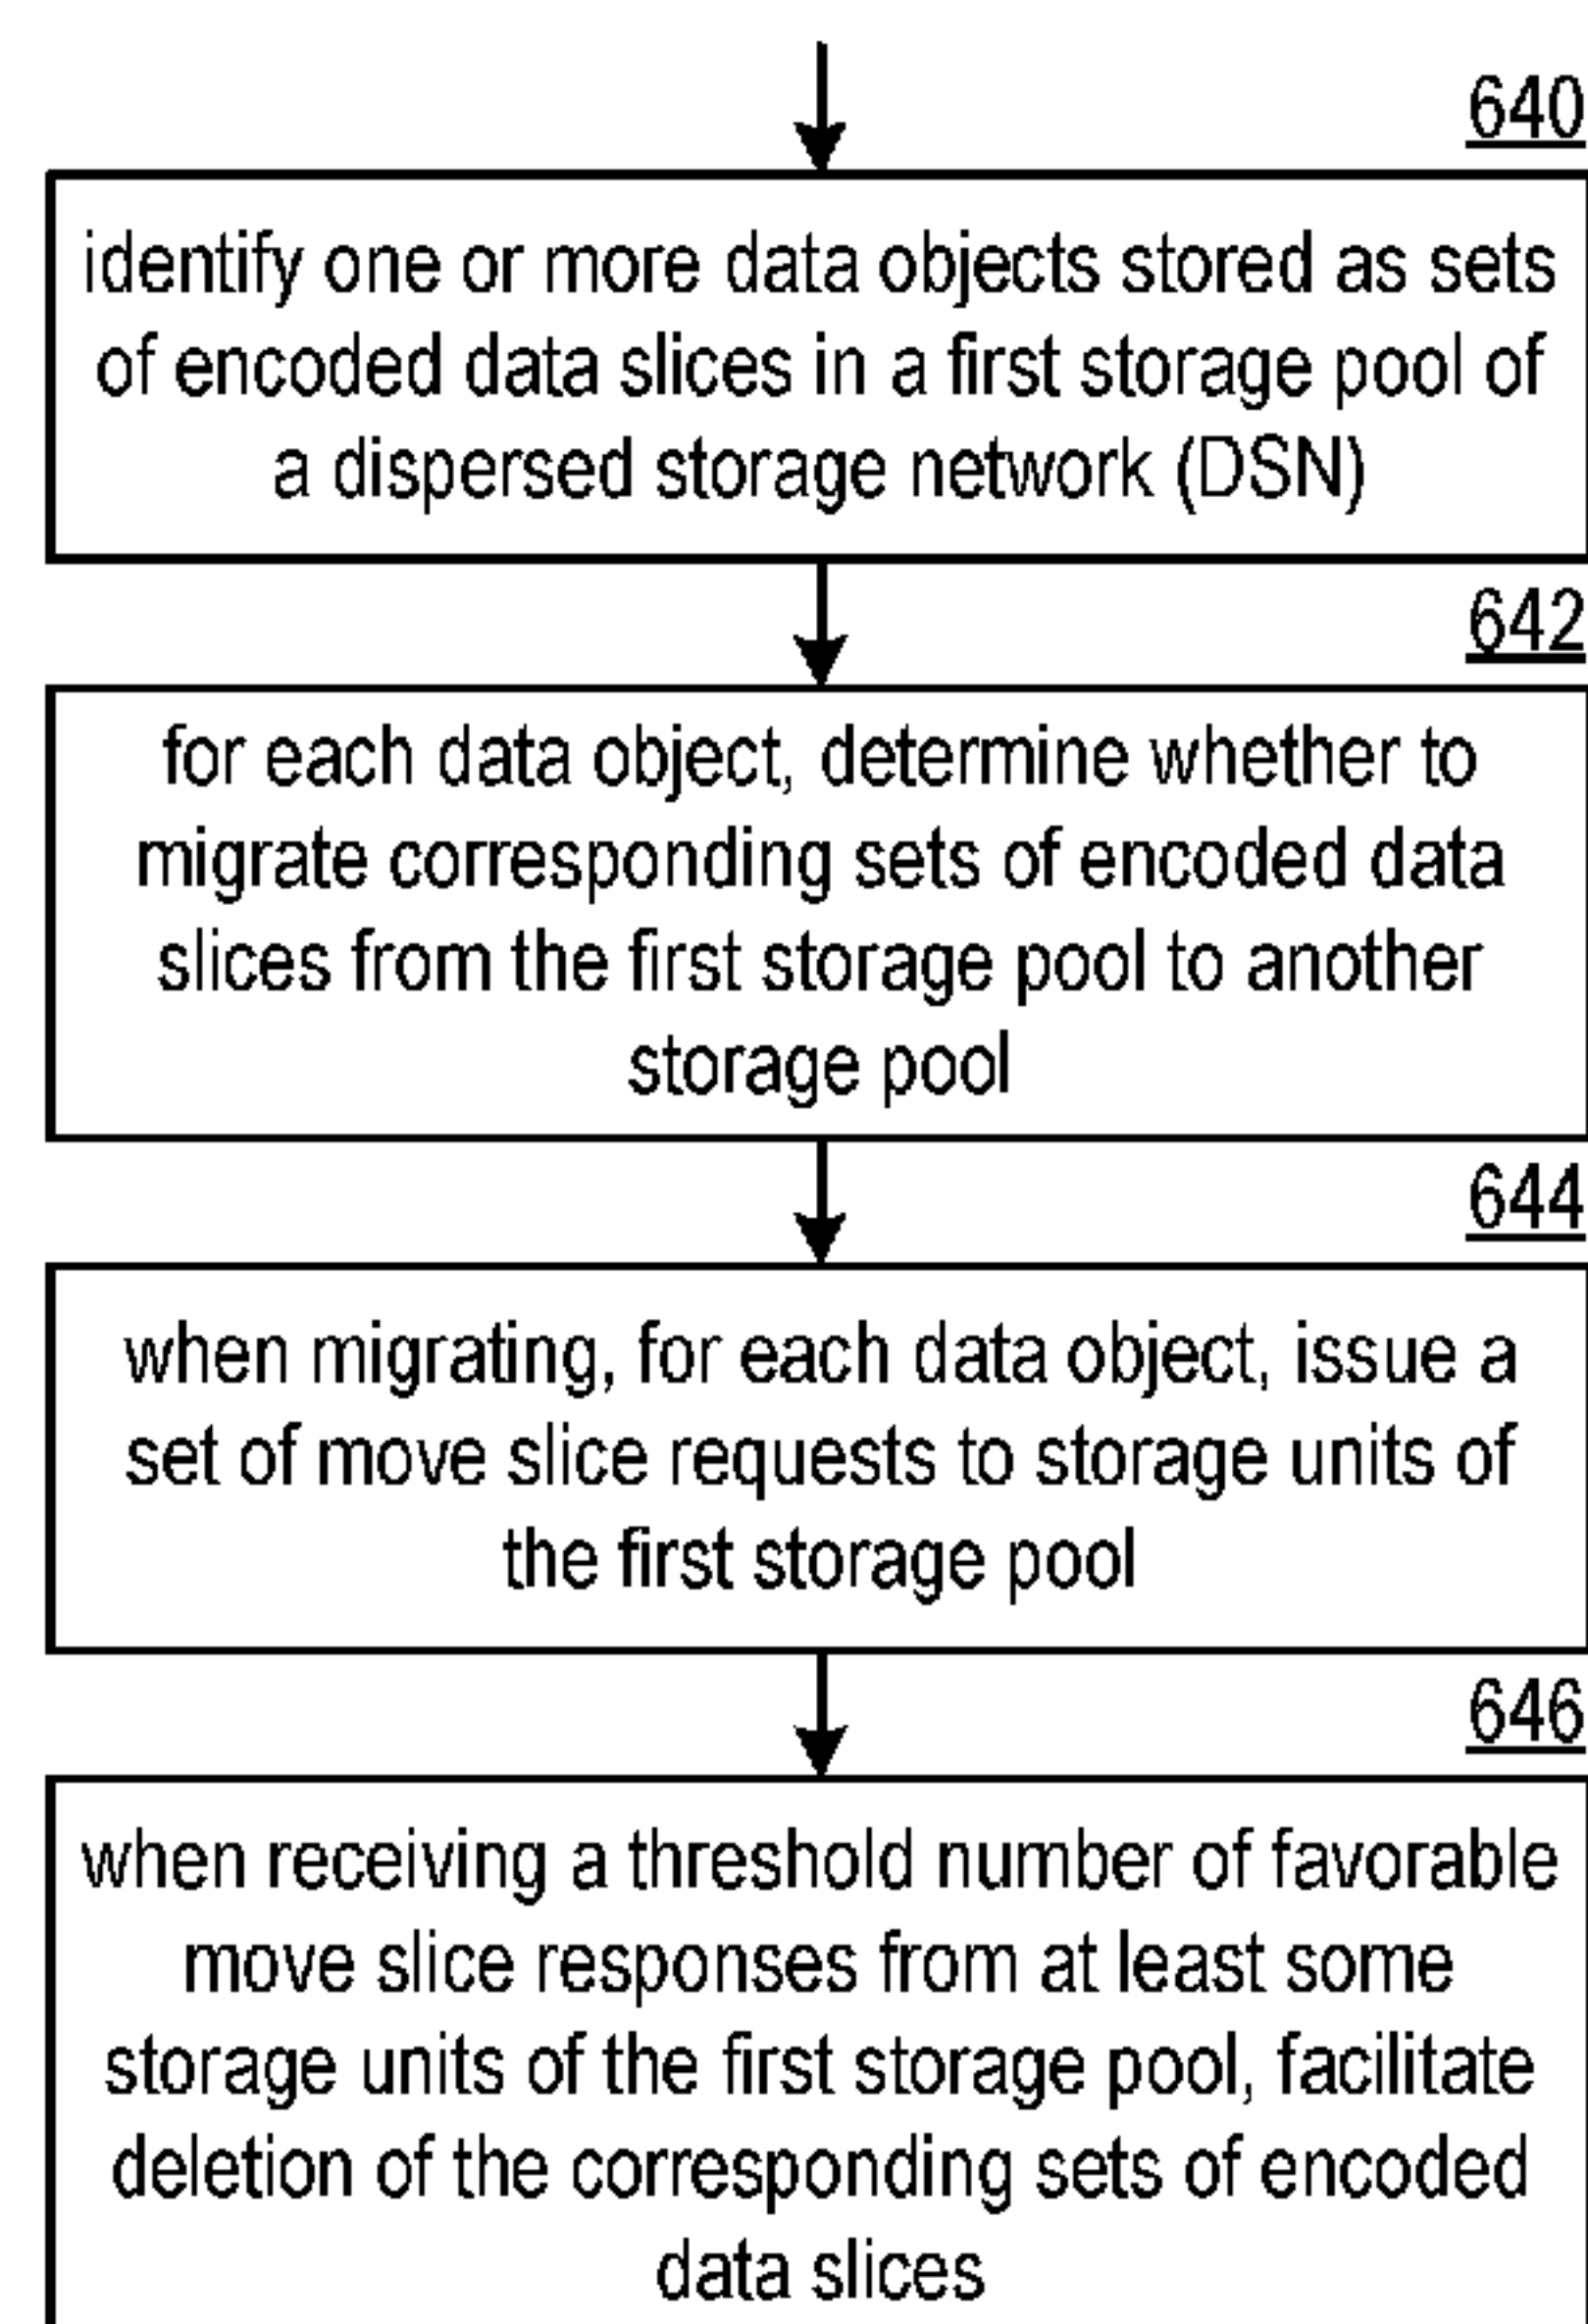 640
identify one or more data objects stored as sets
of encoded data slices in a first storage pool of
a dispersed storage network (DSN)
642
for each data object, determine whether to
migrate corresponding sets of encoded data
slices from the first storage pool to another
storage pool
644
when migrating, for each data object, issue a
set of move slice requests to storage units of
the first storage pool
646
when receiving a threshold number of favorable
move slice responses from at least some
storage units of the first storage pool, facilitate
deletion of the corresponding sets of encoded
data slices